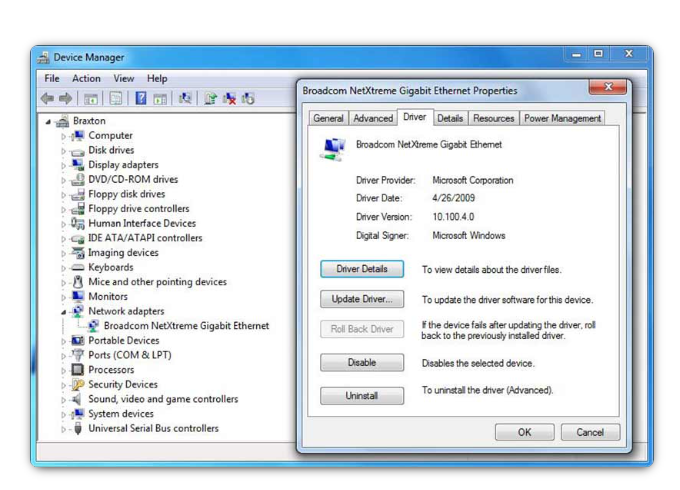 Device Manager
File Action View Help
Braxton
Computer
Disk drives
Display adapters
DVD/CD-ROM drives
Floppy disk drives
Floppy drive controllers
Human Interface Devices
IDE ATA/ATAPI controllers
Imaging devices
Keyboards
Mice and other pointing devices
Monitors
Network adapters
Broadcom NetXtreme Gigabit Ethernet
Portable Devices
Ports (COM & LPT)
Processors
Security Devices
Sound, video and game controllers
System devices
Universal Serial Bus controllers
Broadcom NetXtreme Gigabit Ethernet Properties
General Advanced Driver Details Resources Power Management
Broadcom NetXtreme Gigabit Ethernet
Driver Provider: Microsoft Corporation
Driver Date: 4/26/2009
Driver Version: 10.100.4.0
Digital Signer: Microsoft Windows
Driver Details To view details about the driver files.
Update Driver... To update the driver software for this device.
Roll Back Driver If the device fails after updating the driver, roll
back to the previously installed driver.
Disable Disables the selected device.
Uninstall To uninstall the driver (Advanced).
OK Cancel